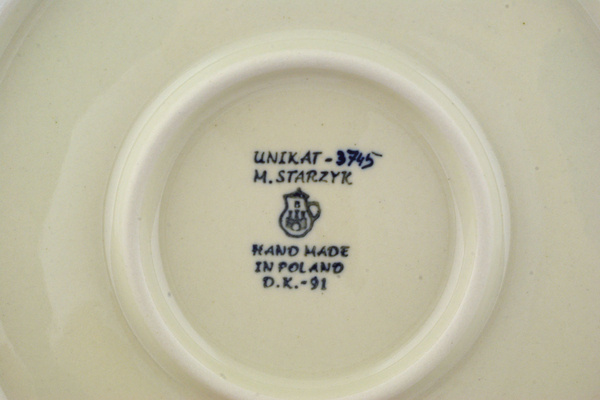 UNIKAT-3745
M. STARZYK
HAND MADE
IN POLAND
D.K.-91